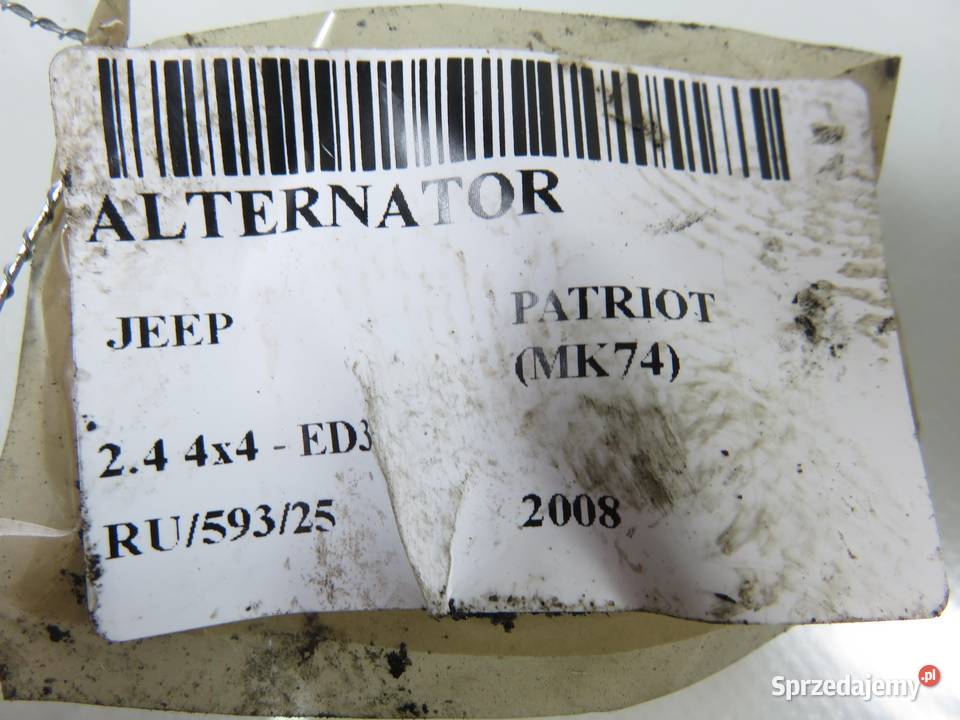 ALTERNATOR
JEEP PATRIOT
(MK74)
2.4 4x4 - ED3
RU/593/25 2008
Sprzedajemy.pl